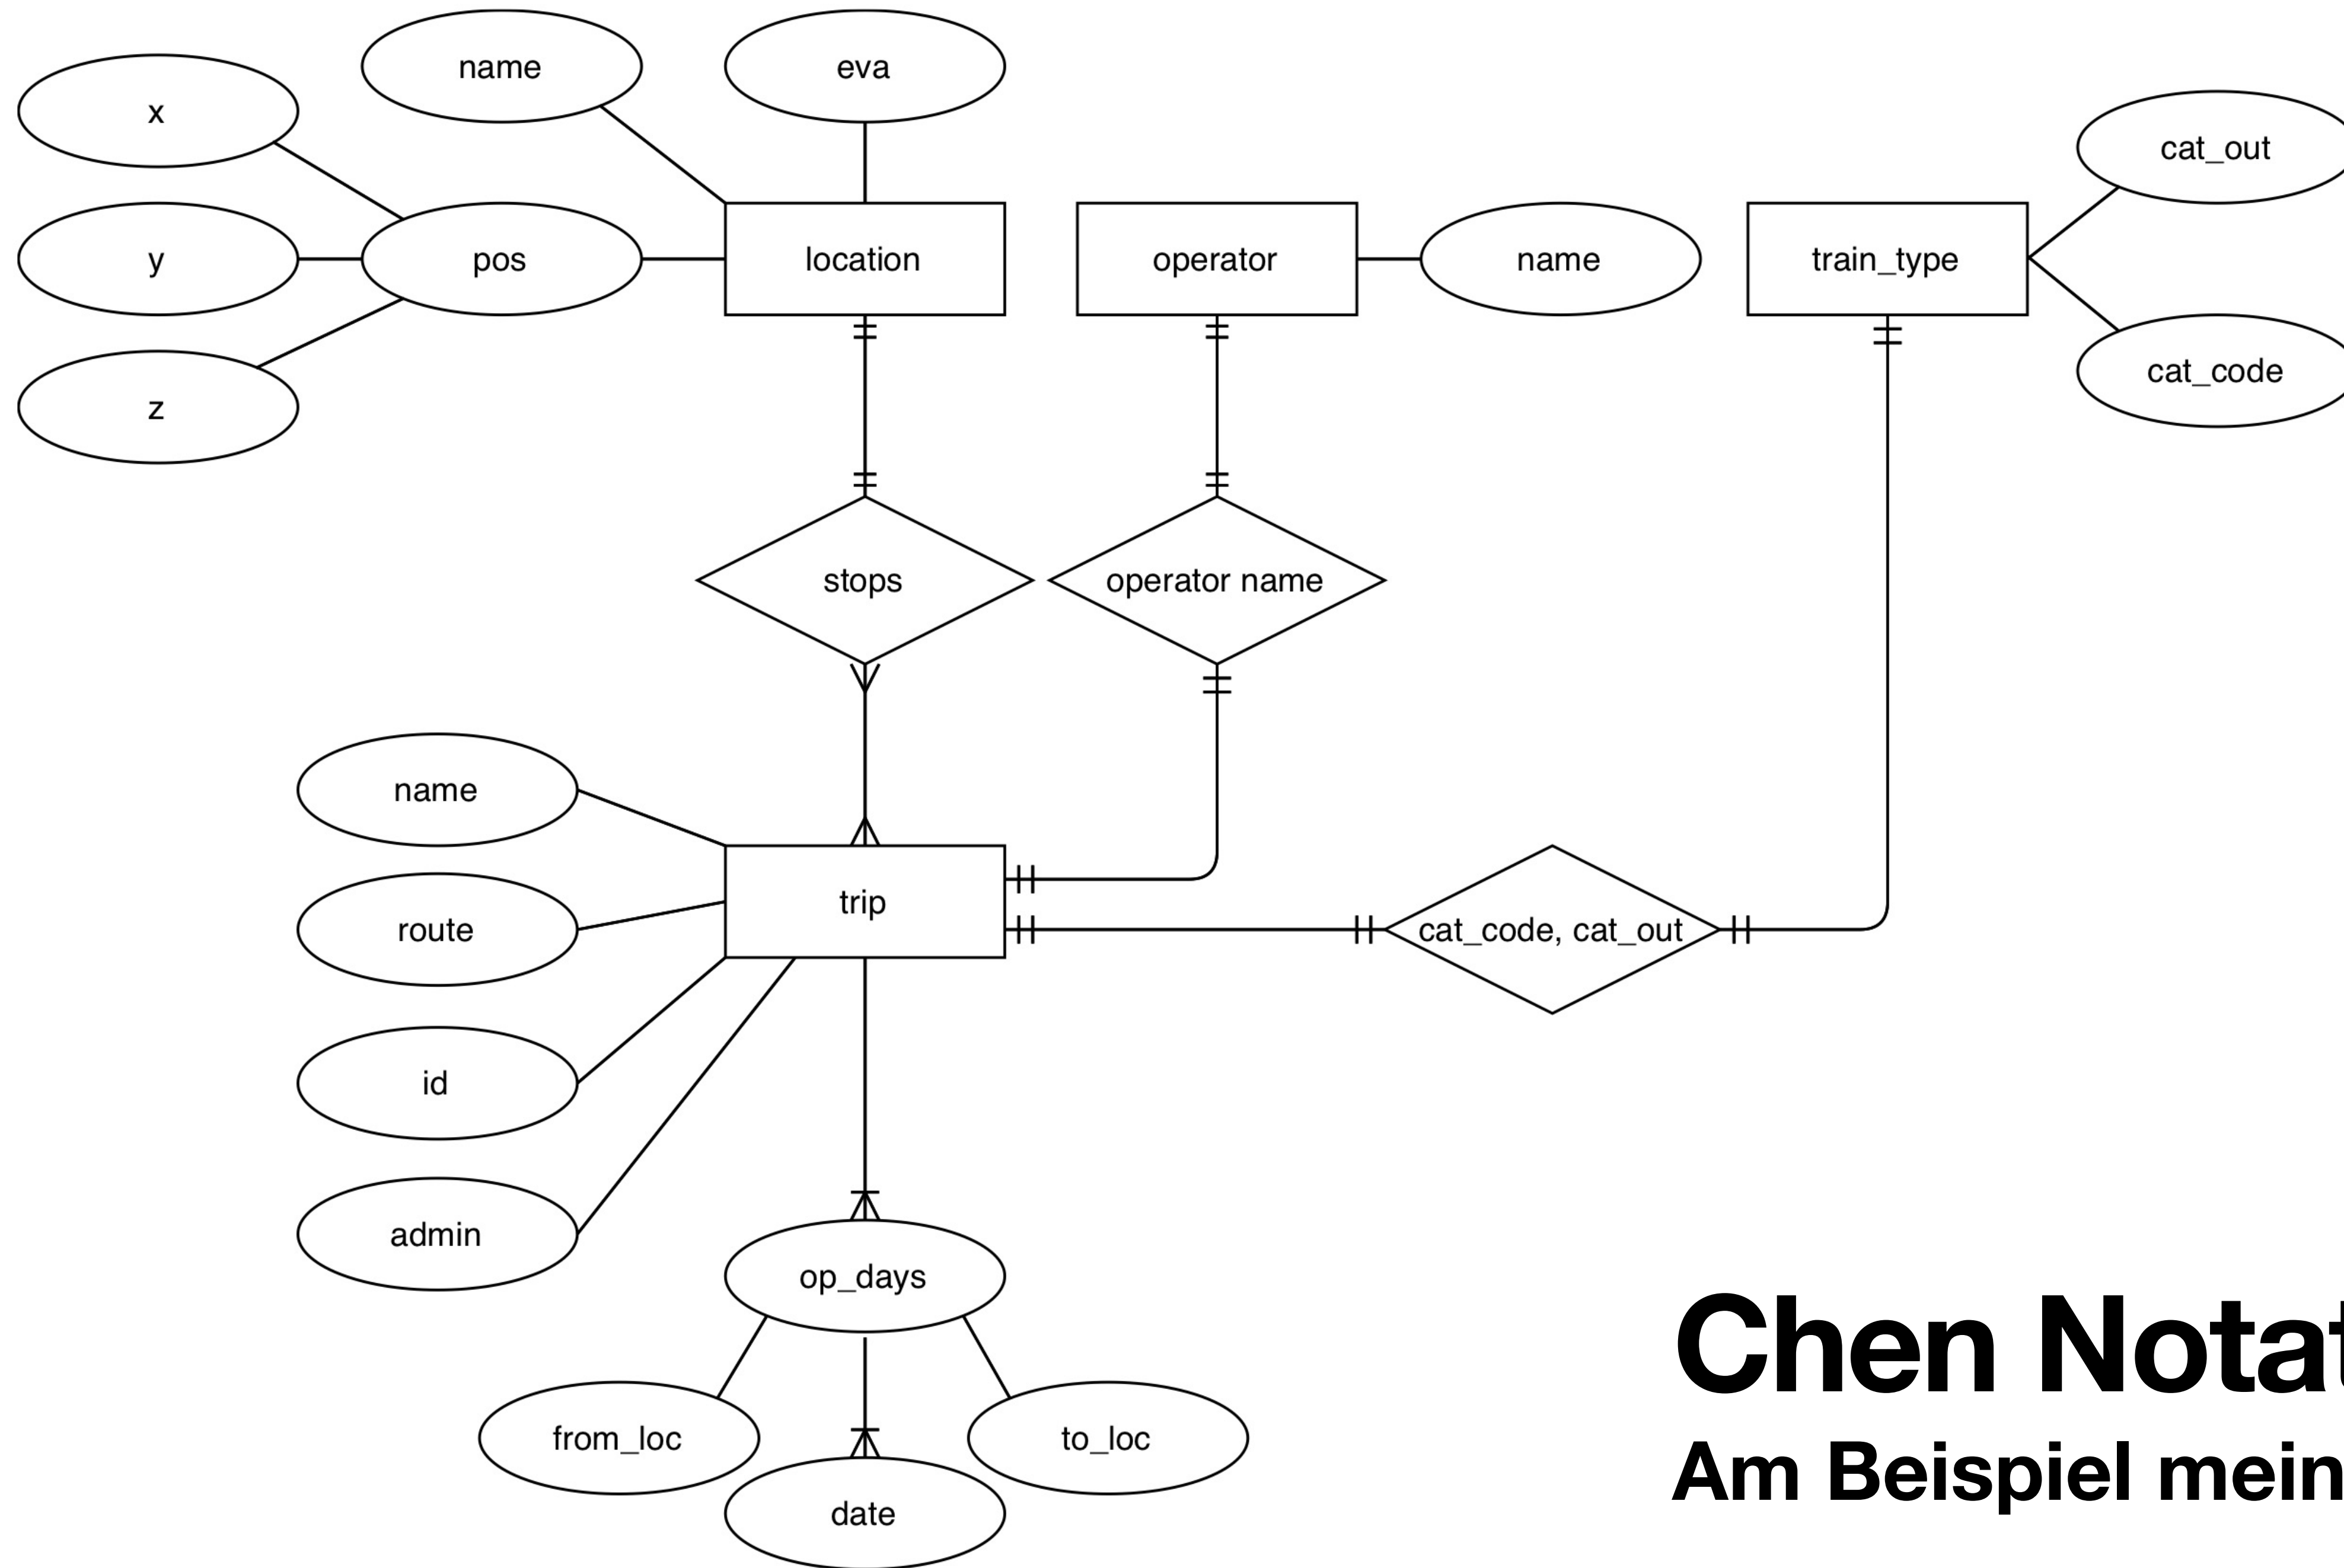 name
eva
x
cat_out
y
pos
location
operator
name
train_type
cat_code
z
stops
operator name
name
trip
route
cat_code, cat_out
id
admin
op_days
from_loc
to_loc
date
Chen Notat
Am Beispiel mein